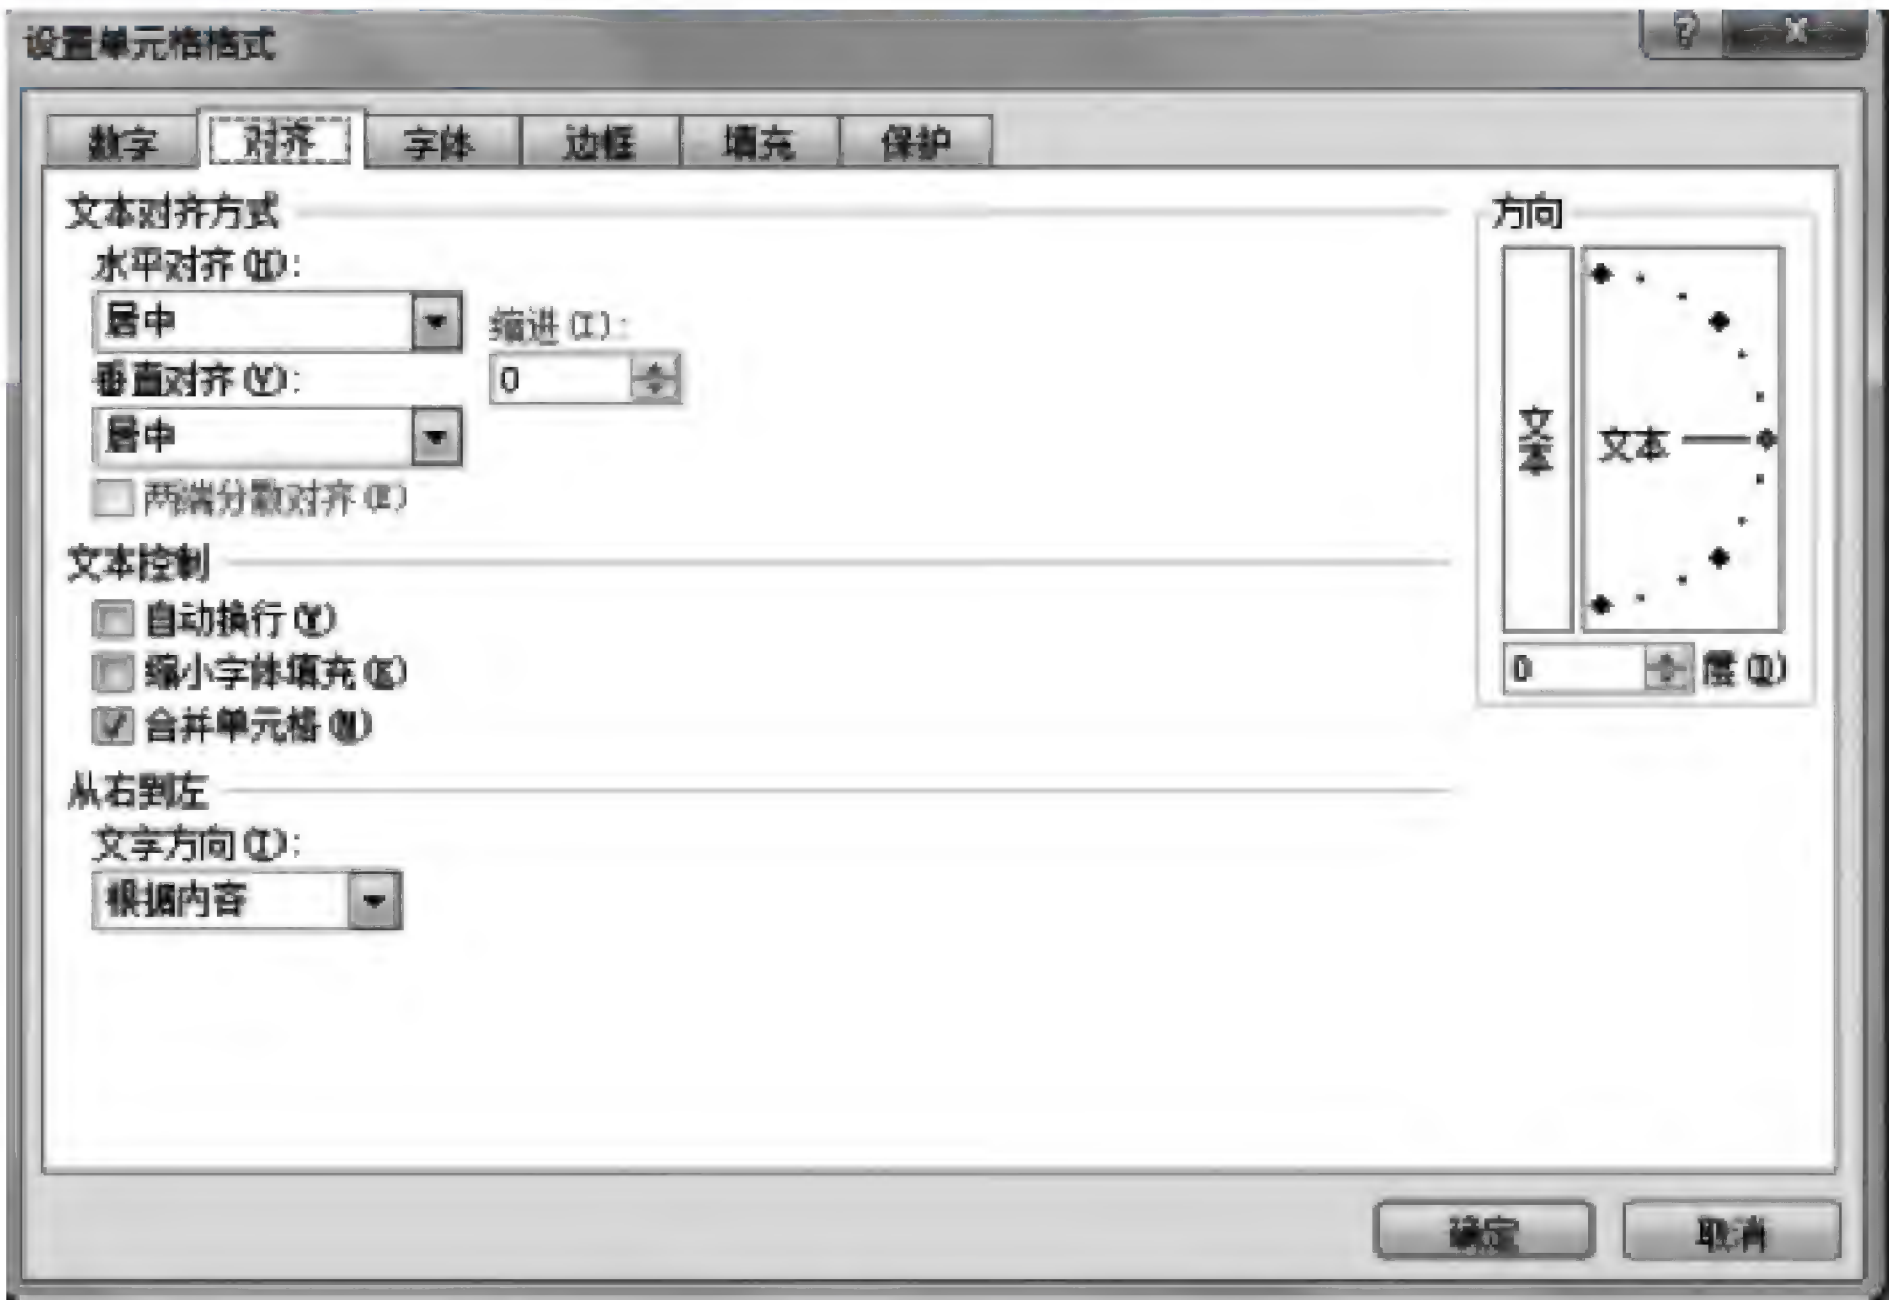 设置单元格格式
数字 对齐 字体 边框 填充 保护
文本对齐方式
水平对齐(H):
居中
缩进(I):
垂直对齐(V):
0
居中
两端分散对齐(E)
文本控制
自动换行(W)
缩小字体填充(K)
合并单元格(M)
从右到左
文字方向(T):
根据内容
方向
文本
文本
0 度(D)
确定 取消